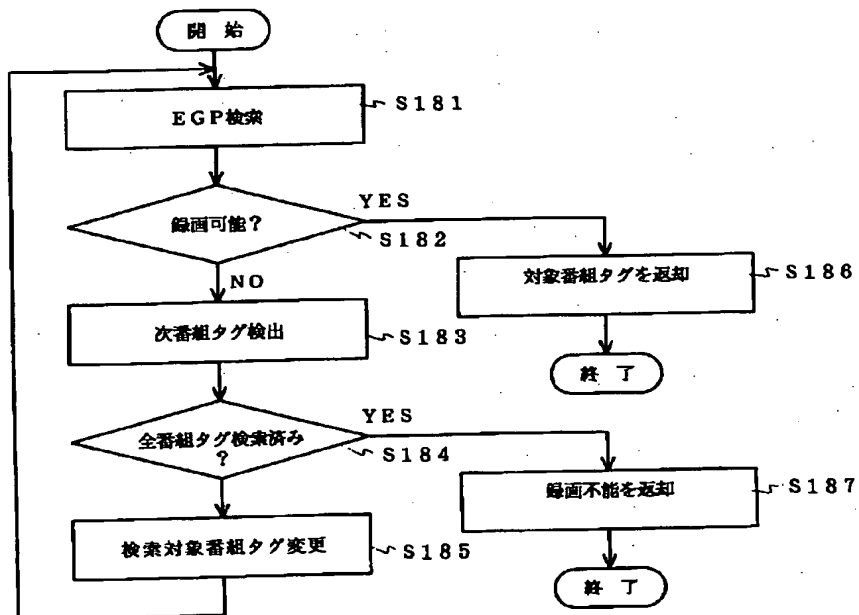 開 始
EGP検索
S181
録画可能?
YES
S182
NO
対象番組タグを返却
S186
次番組タグ検出
S183
終 了
全番組タグ検索済み
?
YES
S184
録画不能を返却
S187
検索対象番組タグ変更
S185
終 了